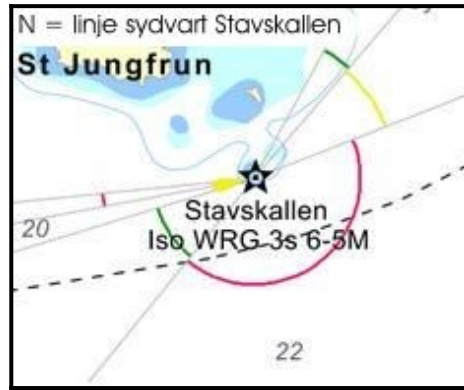 N = linje sydvart Stavskallen
St Jungfrun
Stavskallen
20
Iso WRG 3s 6-5M
22